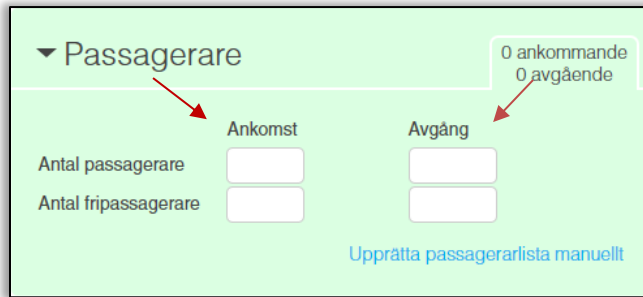 Passagerare
0 ankommande
0 avgående
Ankomst Avgång
Antal passagerare
Antal fripassagerare
Upprätta passagerarlista manuellt